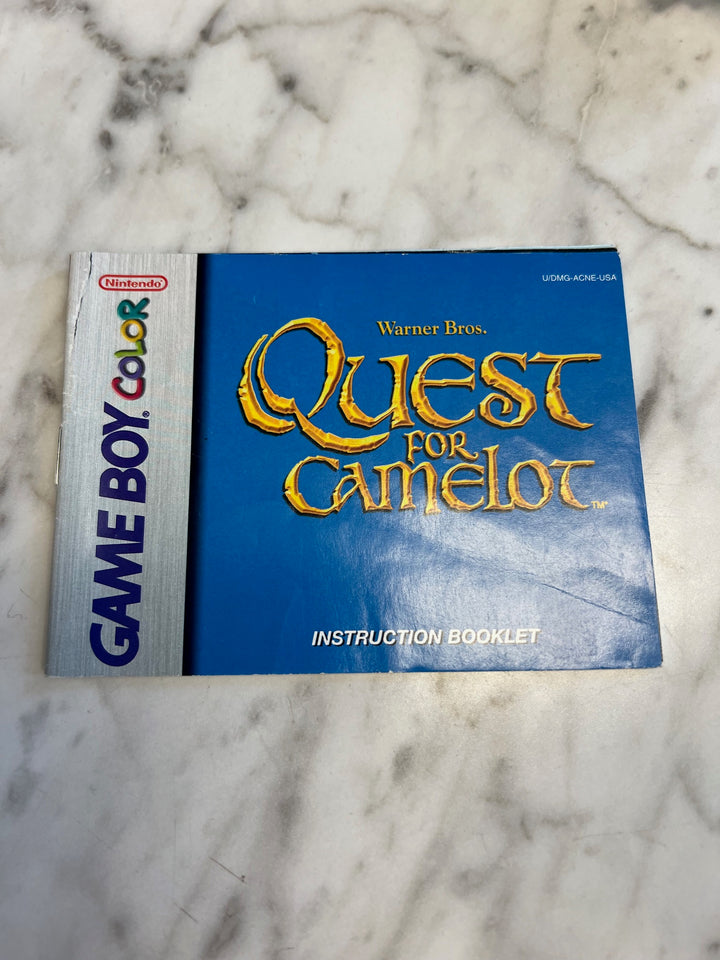 Nintendo®
GAME BOY® COLOR
U/DMG-ACNE-USA
Warner Bros.
QUEST
FOR
CAMELOT™
INSTRUCTION BOOKLET